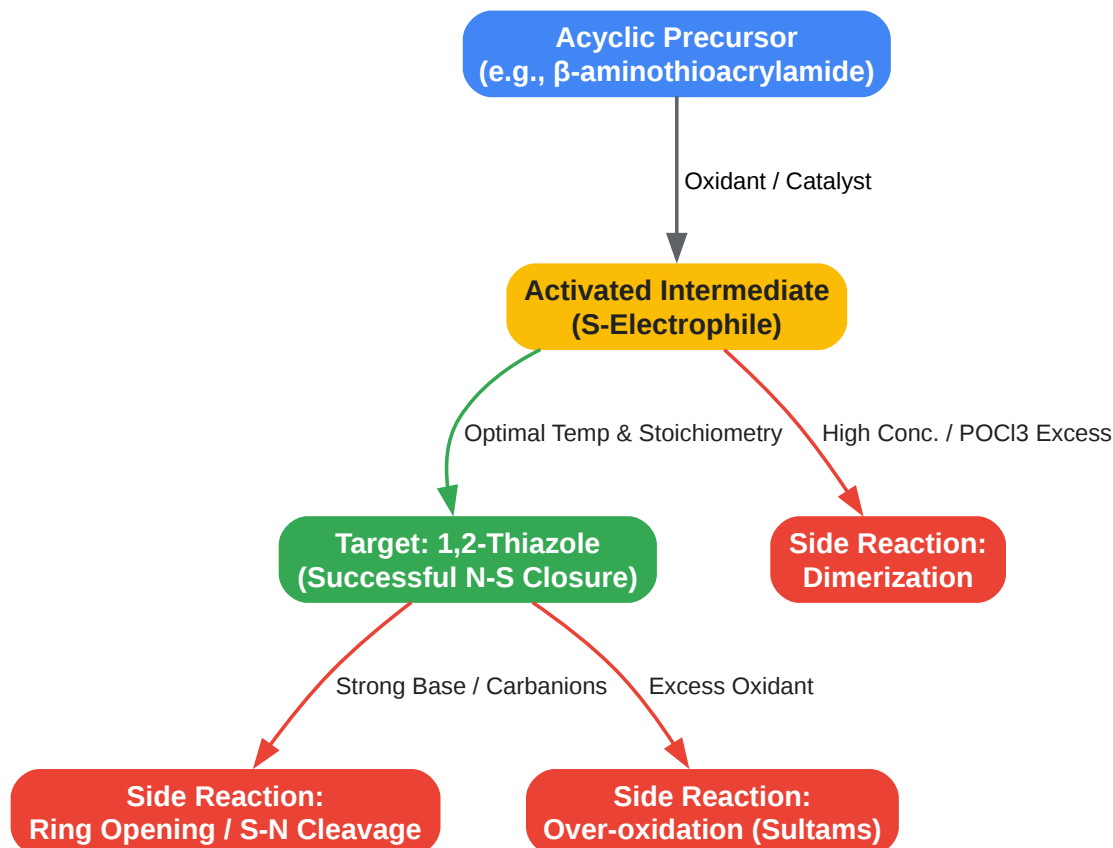 Acyclic Precursor
(e.g., β-aminothioacrylamide)
Oxidant / Catalyst
Activated Intermediate
(S-Electrophile)
Optimal Temp & Stoichiometry
High Conc. / POCl3 Excess
Target: 1,2-Thiazole
(Successful N-S Closure)
Side Reaction:
Dimerization
Strong Base / Carbanions
Excess Oxidant
Side Reaction:
Ring Opening / S-N Cleavage
Side Reaction:
Over-oxidation (Sultams)